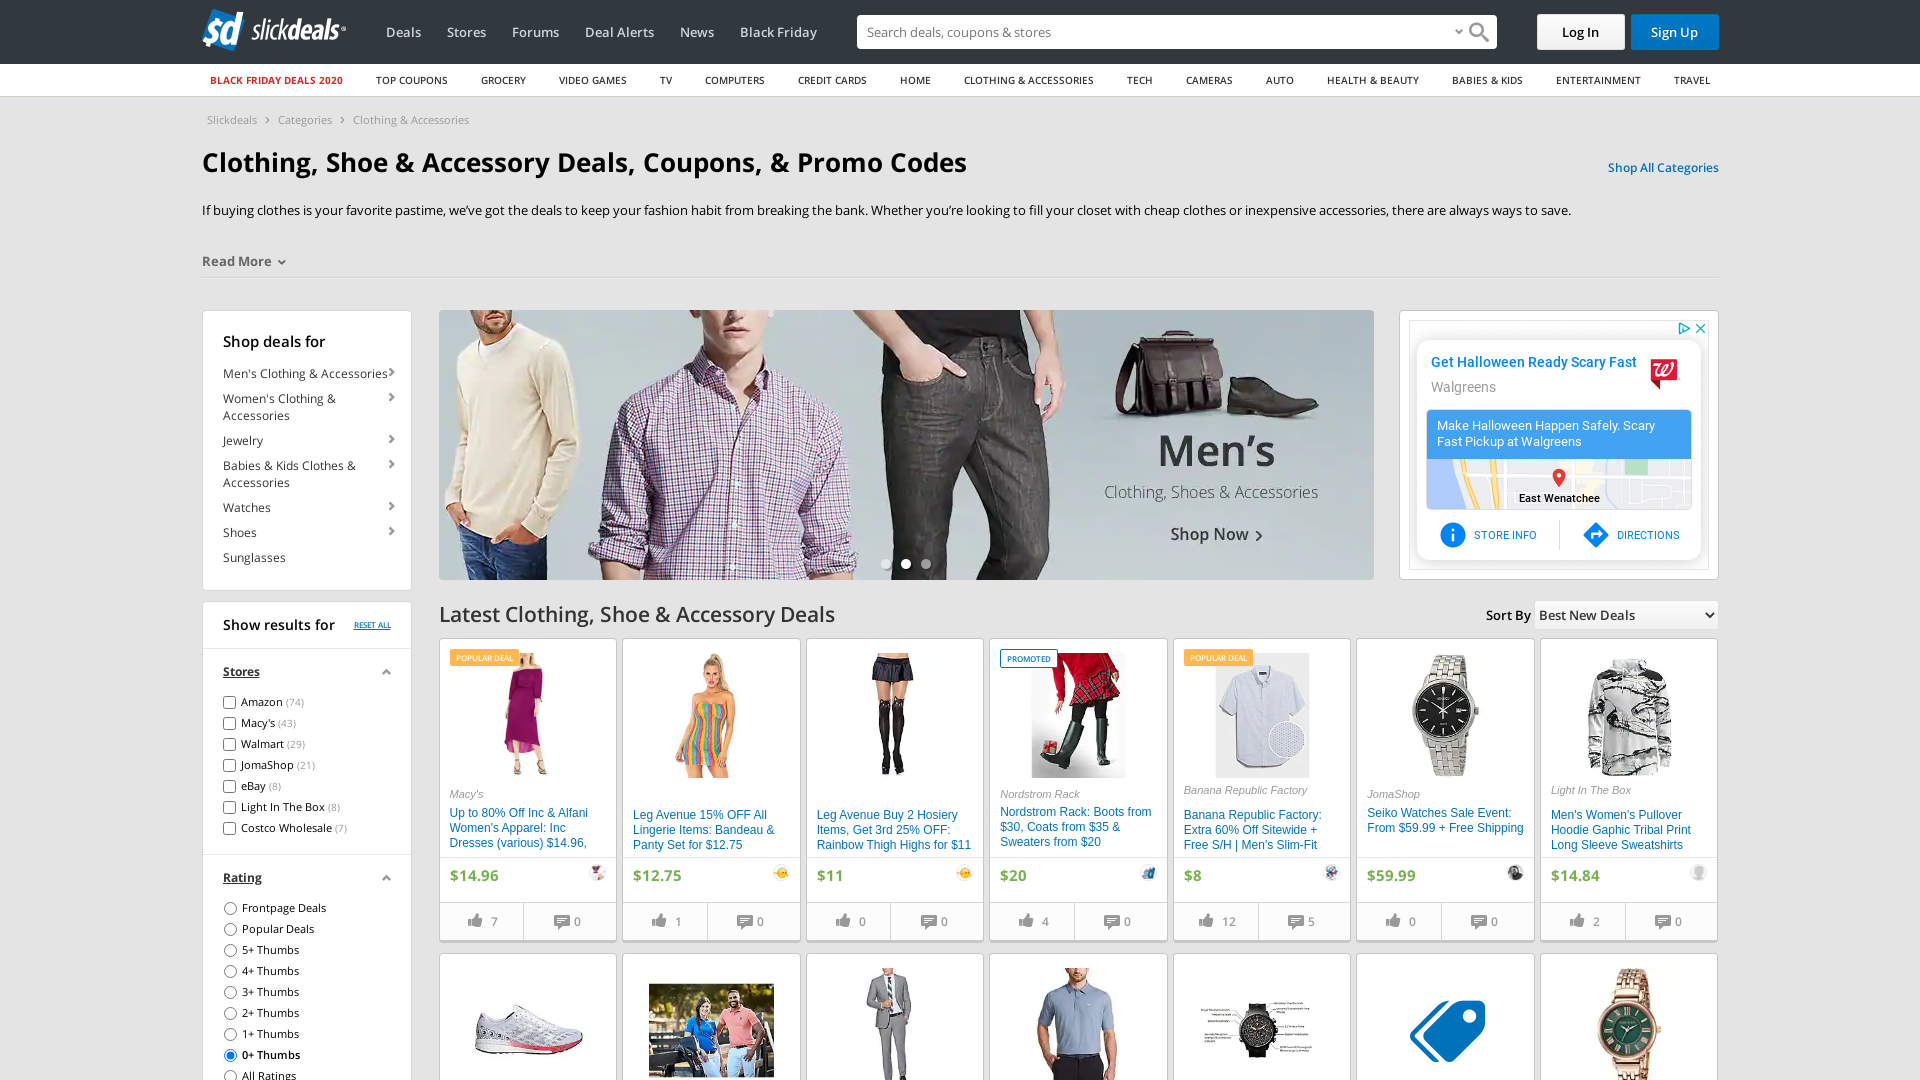 slickdeals
Deals
Stores
Forums
Deal Alerts
News
Black Friday
Search deals, coupons & stores
Log In
Sign Up
BLACK FRIDAY DEALS 2020
TOP COUPONS
GROCERY
VIDEO GAMES
TV
COMPUTERS
CREDIT CARDS
HOME
CLOTHING & ACCESSORIES
TECH
CAMERAS
AUTO
HEALTH & BEAUTY
BABIES & KIDS
ENTERTAINMENT
TRAVEL
Slickdeals
Categories
Clothing & Accessories
Clothing, Shoe & Accessory Deals, Coupons, & Promo Codes
Shop All Categories
If buying clothes is your favorite pastime, we’ve got the deals to keep your fashion habit from breaking the bank. Whether you’re looking to fill your closet with cheap clothes or inexpensive accessories, there are always ways to save.
Read More
Shop deals for
Men's Clothing & Accessories
Women's Clothing &
Accessories
Jewelry
Babies & Kids Clothes &
Accessories
Watches
Shoes
Sunglasses
Men’s
Clothing, Shoes & Accessories
Shop Now
Get Halloween Ready Scary Fast
Walgreens
Make Halloween Happen Safely. Scary
Fast Pickup at Walgreens
East Wenatchee
STORE INFO
DIRECTIONS
Show results for
RESET ALL
Stores
Amazon (74)
Macy's (43)
Walmart (29)
JomaShop (21)
eBay (8)
Light In The Box (8)
Costco Wholesale (7)
Rating
Frontpage Deals
Popular Deals
5+ Thumbs
4+ Thumbs
3+ Thumbs
2+ Thumbs
1+ Thumbs
0+ Thumbs
All Ratings
Latest Clothing, Shoe & Accessory Deals
Sort By
Best New Deals
POPULAR DEAL
Macy's
Up to 80% Off Inc & Alfani
Women's Apparel: Inc
Dresses (various) $14.96,
$14.96
7
0
Leg Avenue 15% OFF All
Lingerie Items: Bandeau &
Panty Set for $12.75
$12.75
1
0
Leg Avenue Buy 2 Hosiery
Items, Get 3rd 25% OFF:
Rainbow Thigh Highs for $11
$11
0
0
PROMOTED
Nordstrom Rack
Nordstrom Rack: Boots from
$30, Coats from $35 &
Sweaters from $20
$20
4
0
POPULAR DEAL
Banana Republic Factory
Banana Republic Factory:
Extra 60% Off Sitewide +
Free S/H | Men's Slim-Fit
$8
12
5
JomaShop
Seiko Watches Sale Event:
From $59.99 + Free Shipping
$59.99
0
0
Light In The Box
Men's Women's Pullover
Hoodie Gaphic Tribal Print
Long Sleeve Sweatshirts
$14.84
2
0